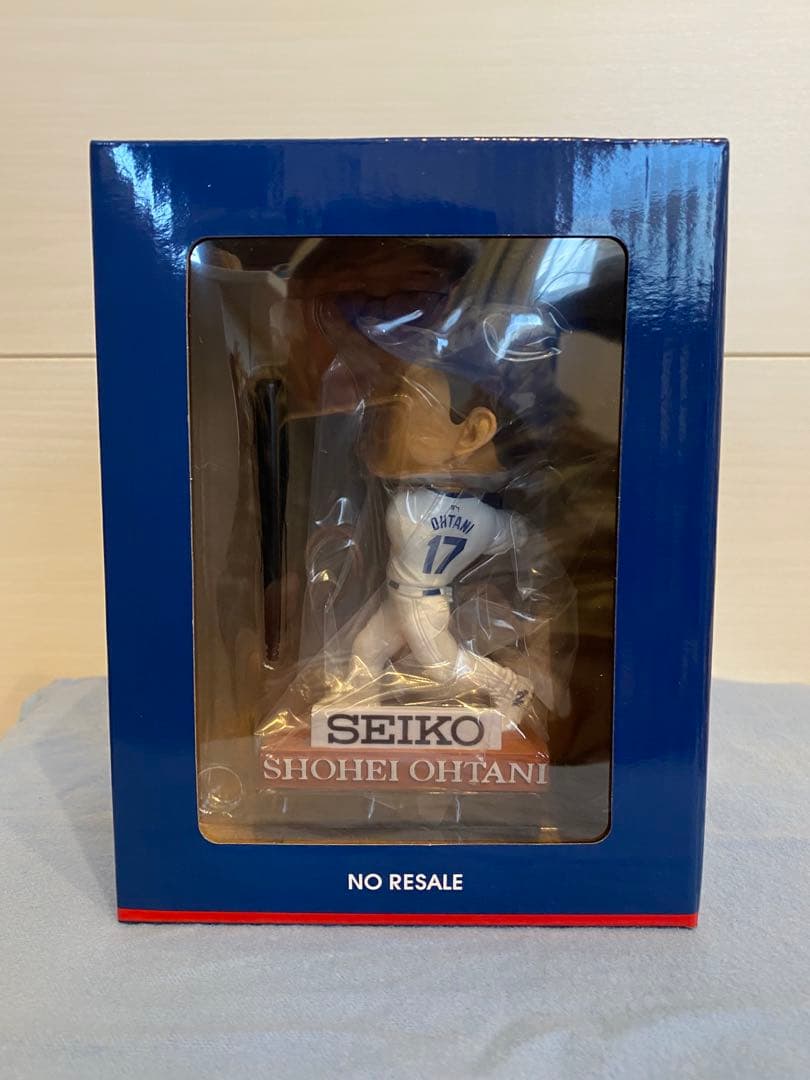 OHTANI
17
SEIKO
SHOHEI OHTANI
NO RESALE